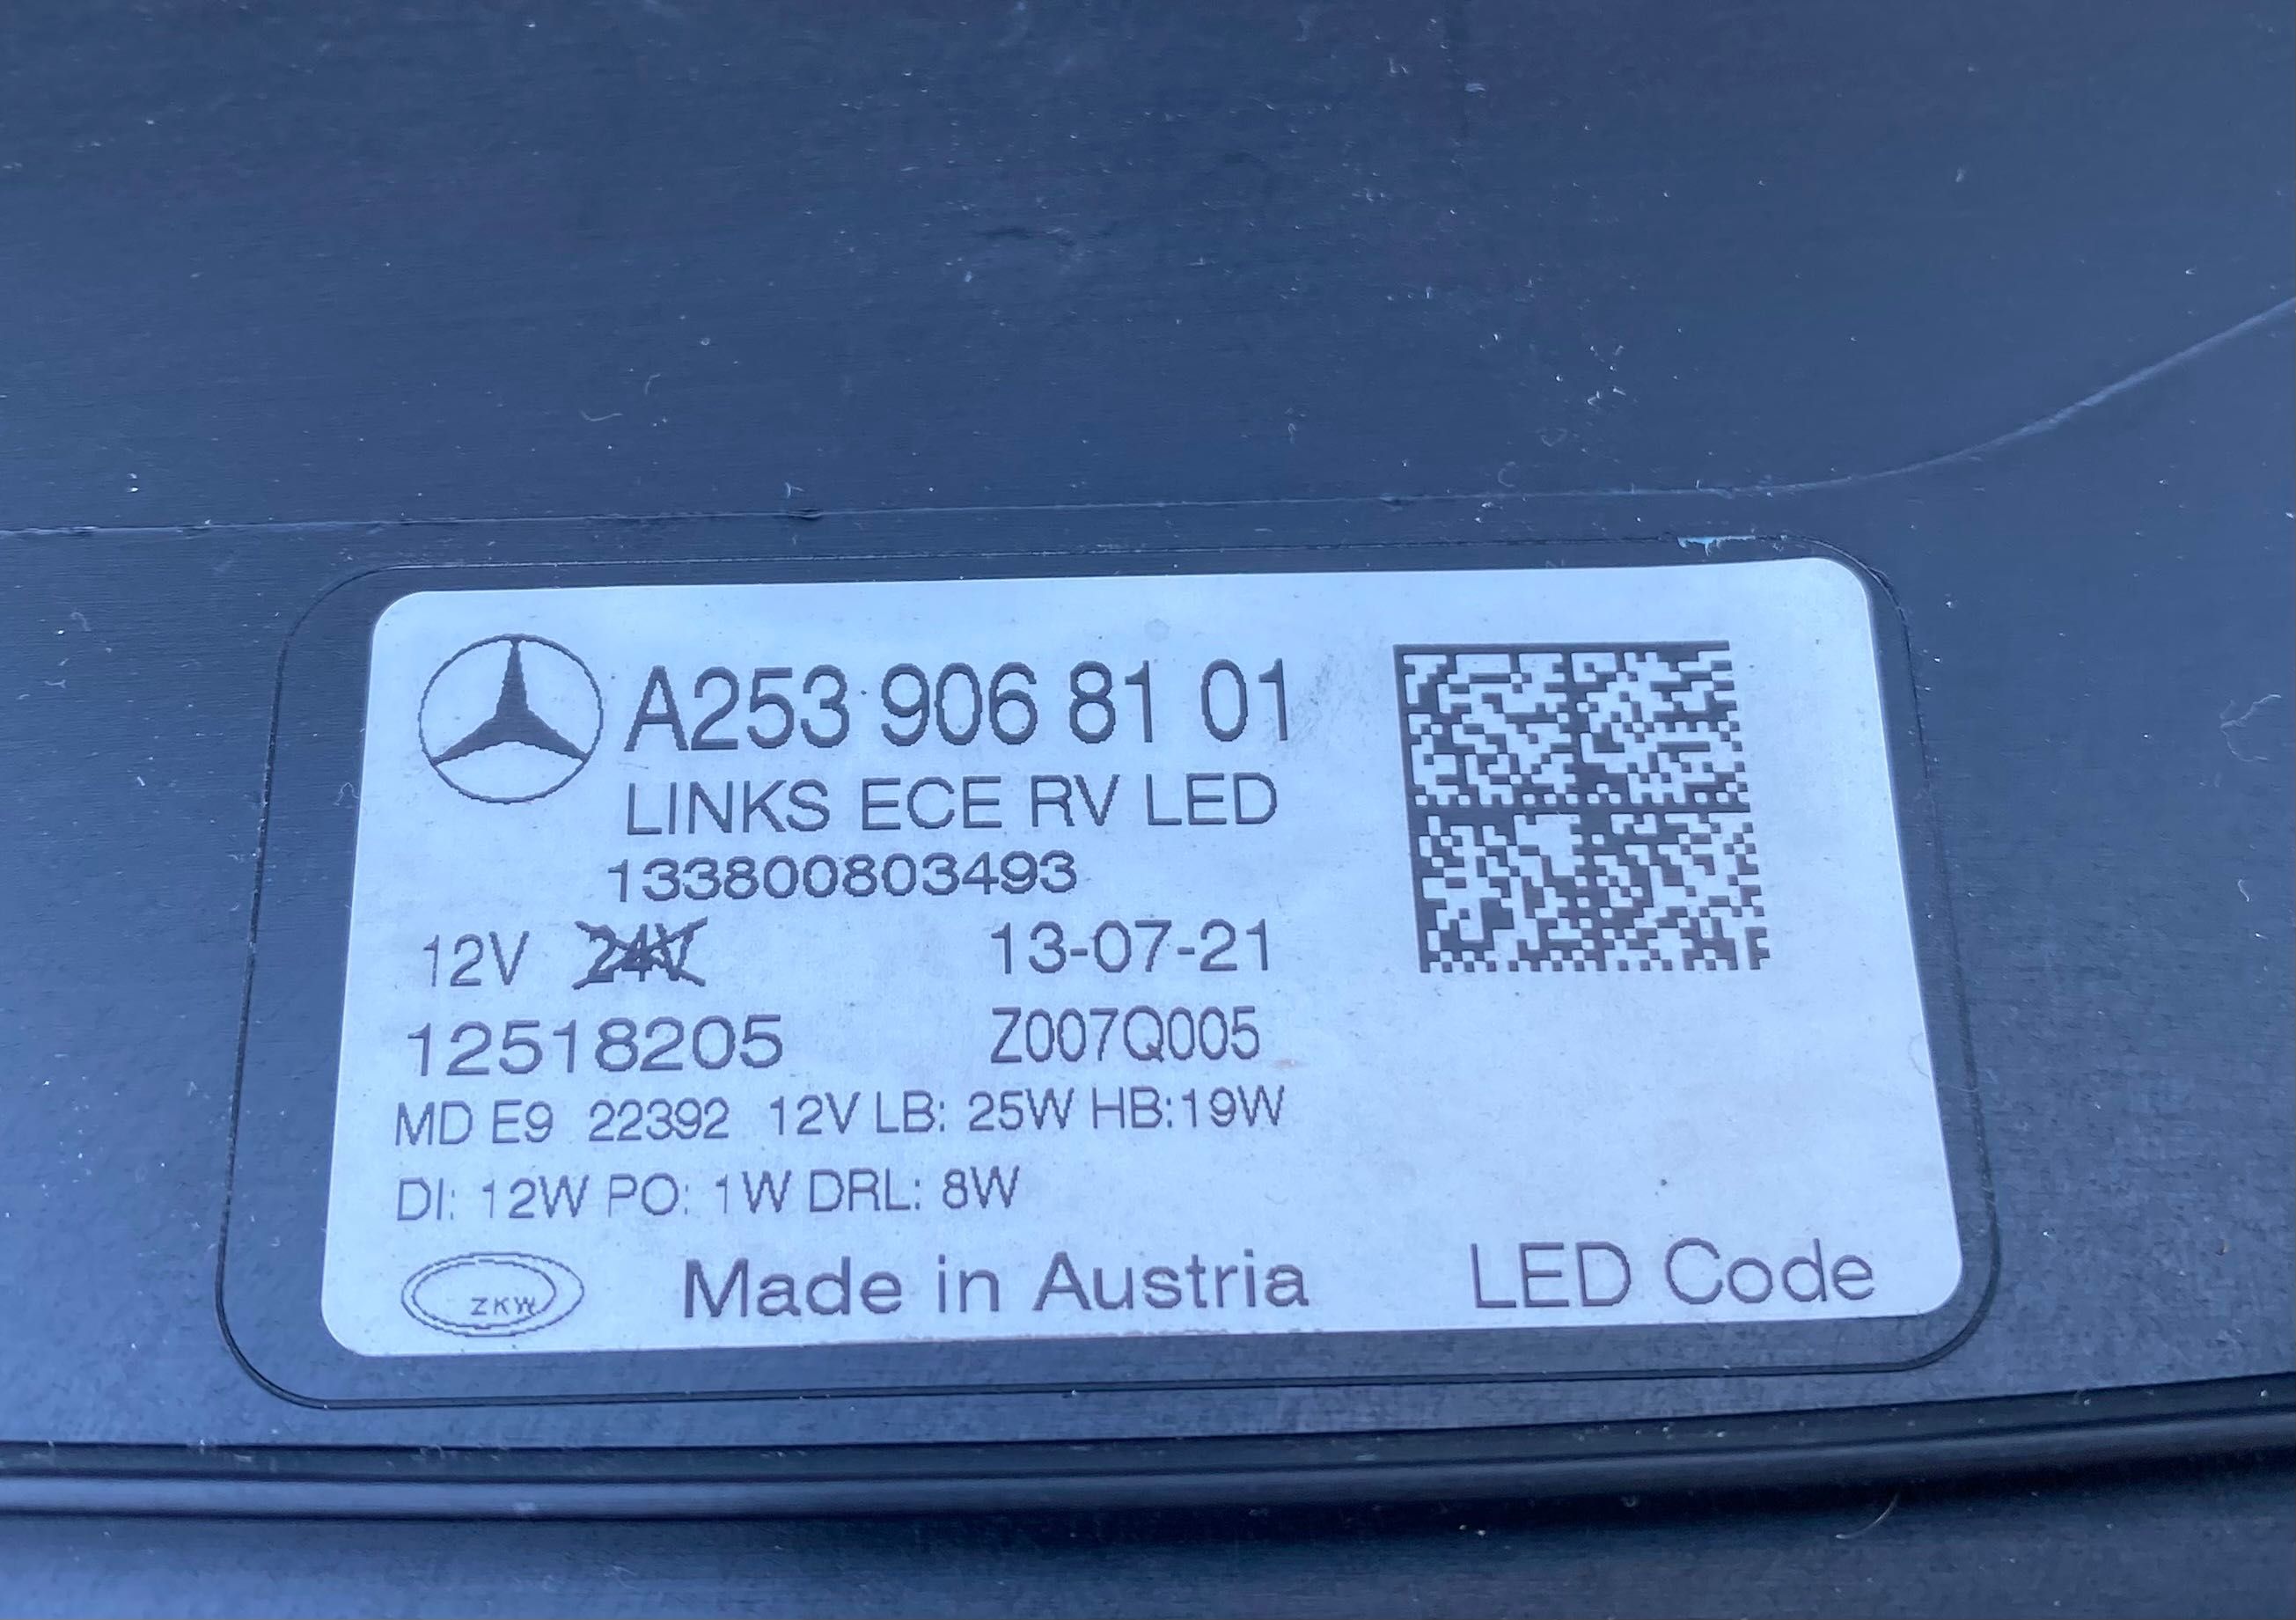 A253 906 81 01
LINKS ECE RV LED
133800803493
12V 24V 13-07-21
12518205 Z007Q005
MD E9 22392 12V LB: 25W HB:19W
DI: 12W PO: 1W DRL: 8W
ZKW Made in Austria LED Code